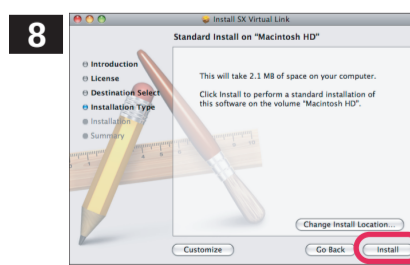 8
Install SX Virtual Link
Standard Install on "Macintosh HD"
Introduction
License
Destination Select
Installation Type
Installation
Summary
This will take 2.1 MB of space on your computer.
Click Install to perform a standard installation of
this software on the volume "Macintosh HD".
Change Install Location...
Customize
Go Back
Install